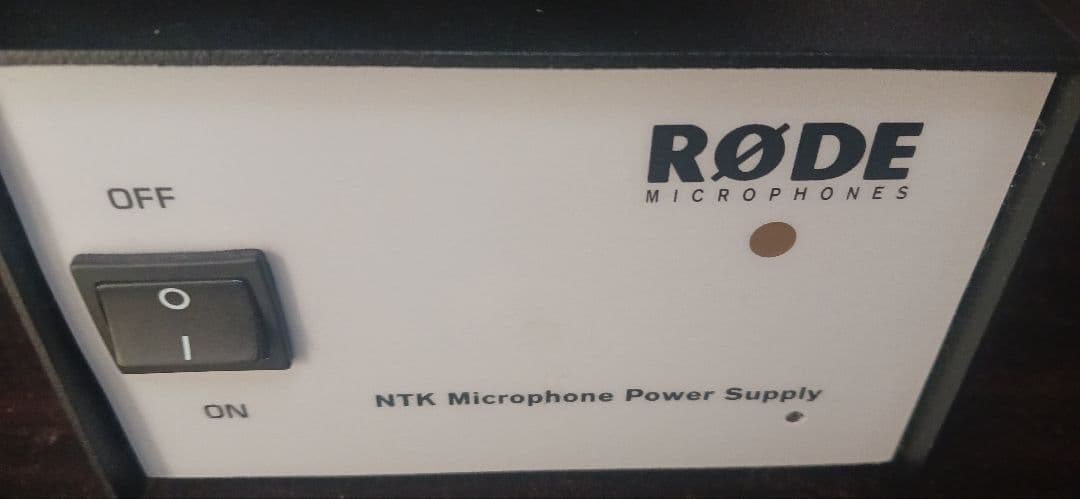 RØDE
MICROPHONES
OFF
O
I
ON
NTK Microphone Power Supply